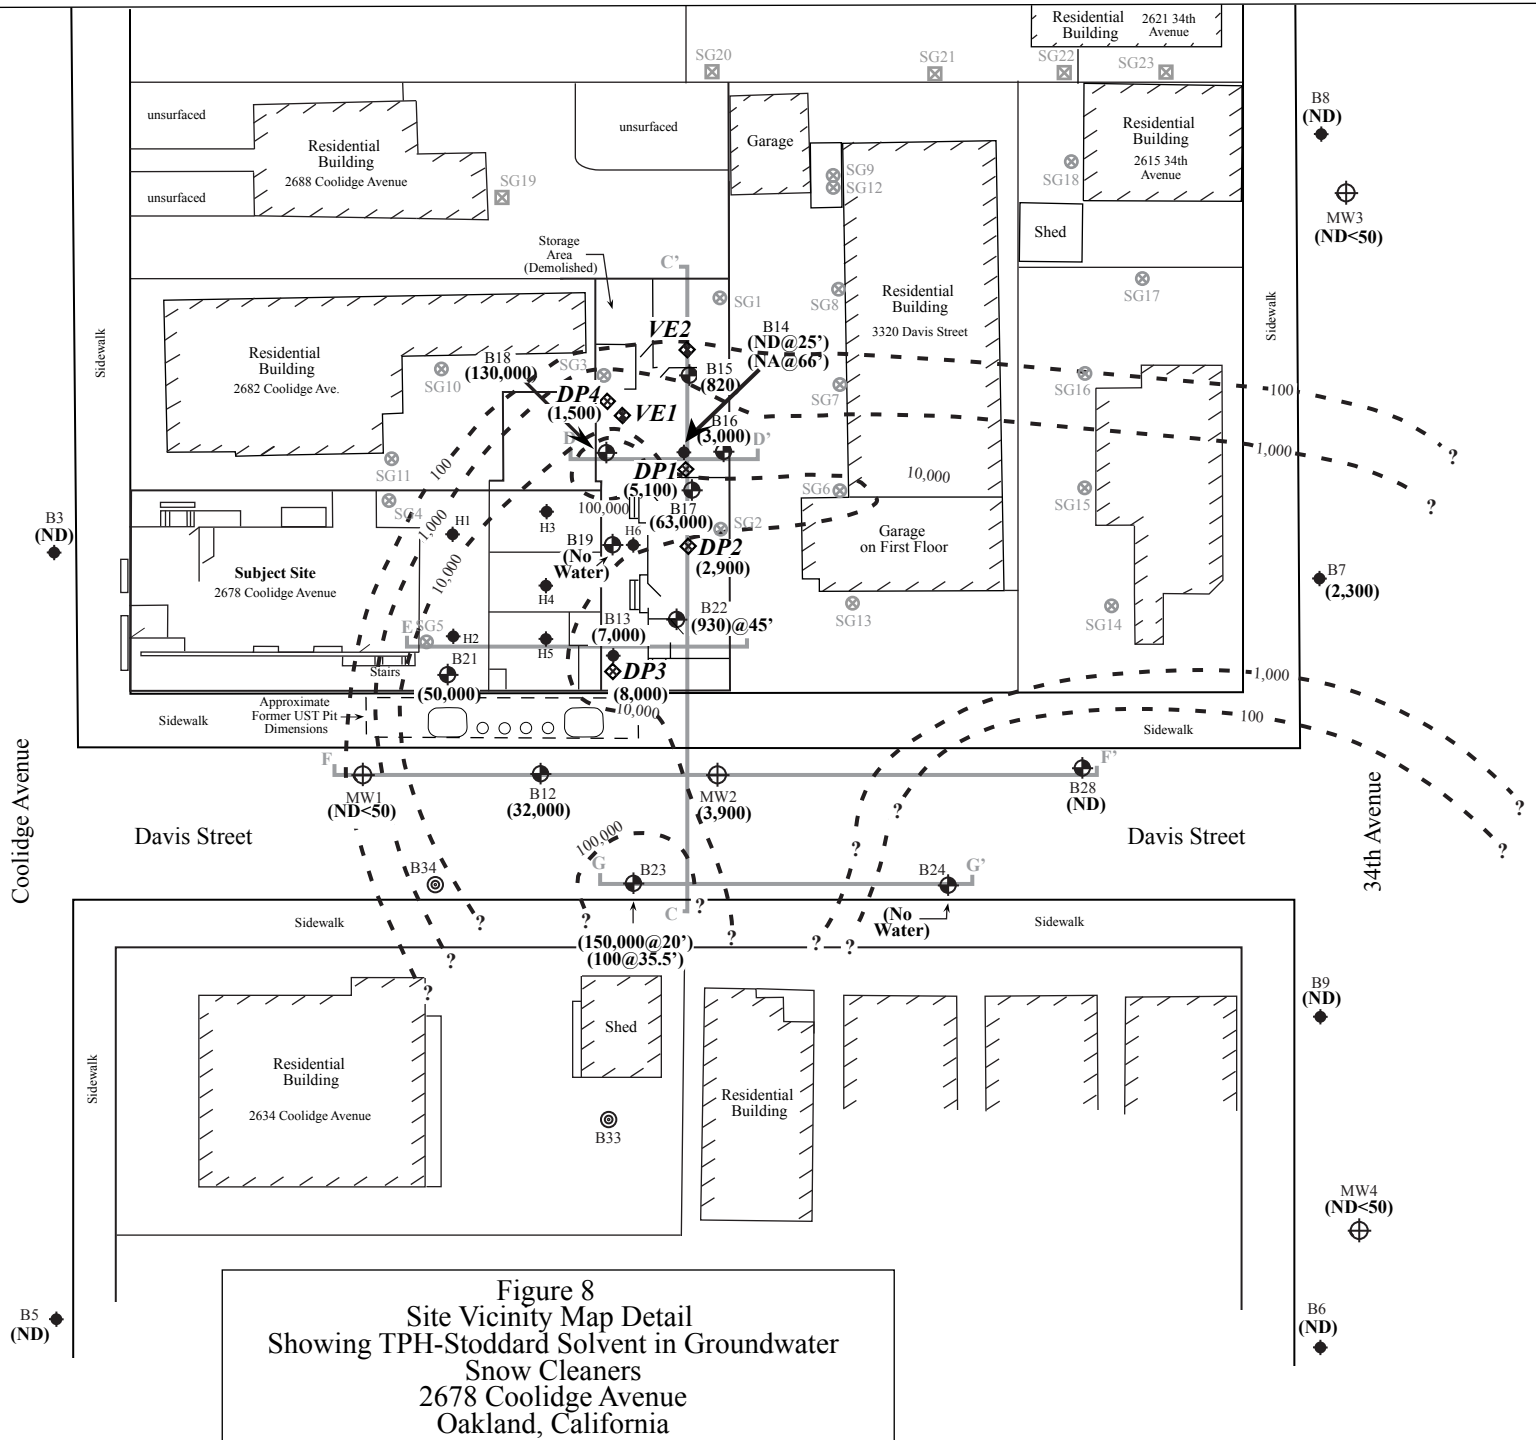 Residential
Building
2621 34th
Avenue
SG20
SG21
SG22
SG23
B8
(ND)
unsurfaced
Residential
Building
2688 Coolidge Avenue
unsurfaced
Garage
Residential
Building
2615 34th
Avenue
SG9
SG12
SG18
SG19
unsurfaced
MW3
(ND<50)
Shed
Storage
Area
(Demolished)
C'
SG1
SG8
SG17
Residential
Building
3320 Davis Street
Sidewalk
Sidewalk
VE2
B14
(ND@25')
(NA@66')
Residential
Building
2682 Coolidge Ave.
SG10
B18
(130,000)
SG3
B15
(820)
SG7
SG16
100
DP4
(1,500)
VE1
B16
(3,000)
D
D'
1,000
?
SG11
100
DP1
(5,100)
10,000
SG6
SG15
?
SG4
1,000
H1
H3
100,000
B17
(63,000)
SG2
B3
(ND)
H6
B19
(No
Water)
DP2
(2,900)
Garage
on First Floor
10,000
Subject Site
2678 Coolidge Avenue
H4
B7
(2,300)
B13
(7,000)
B22
(930)@45'
SG13
SG14
E
SG5
H2
H5
Stairs
B21
(50,000)
DP3
(8,000)
1,000
10,000
100
Approximate
Former UST Pit
Dimensions
Sidewalk
Sidewalk
F
F'
MW1
(ND<50)
B12
(32,000)
MW2
(3,900)
B28
(ND)
?
?
?
?
Coolidge Avenue
Davis Street
Davis Street
34th Avenue
100,000
B34
G
B23
B24
G'
C
?
?
?
(No
Water)
Sidewalk
Sidewalk
?
?
?
?
(150,000@20')
(100@35.5')
?
?
B9
(ND)
Shed
Sidewalk
Residential
Building
2634 Coolidge Avenue
Residential
Building
B33
MW4
(ND<50)
B5
(ND)
B6
(ND)
Figure 8
Site Vicinity Map Detail
Showing TPH-Stoddard Solvent in Groundwater
Snow Cleaners
2678 Coolidge Avenue
Oakland, California